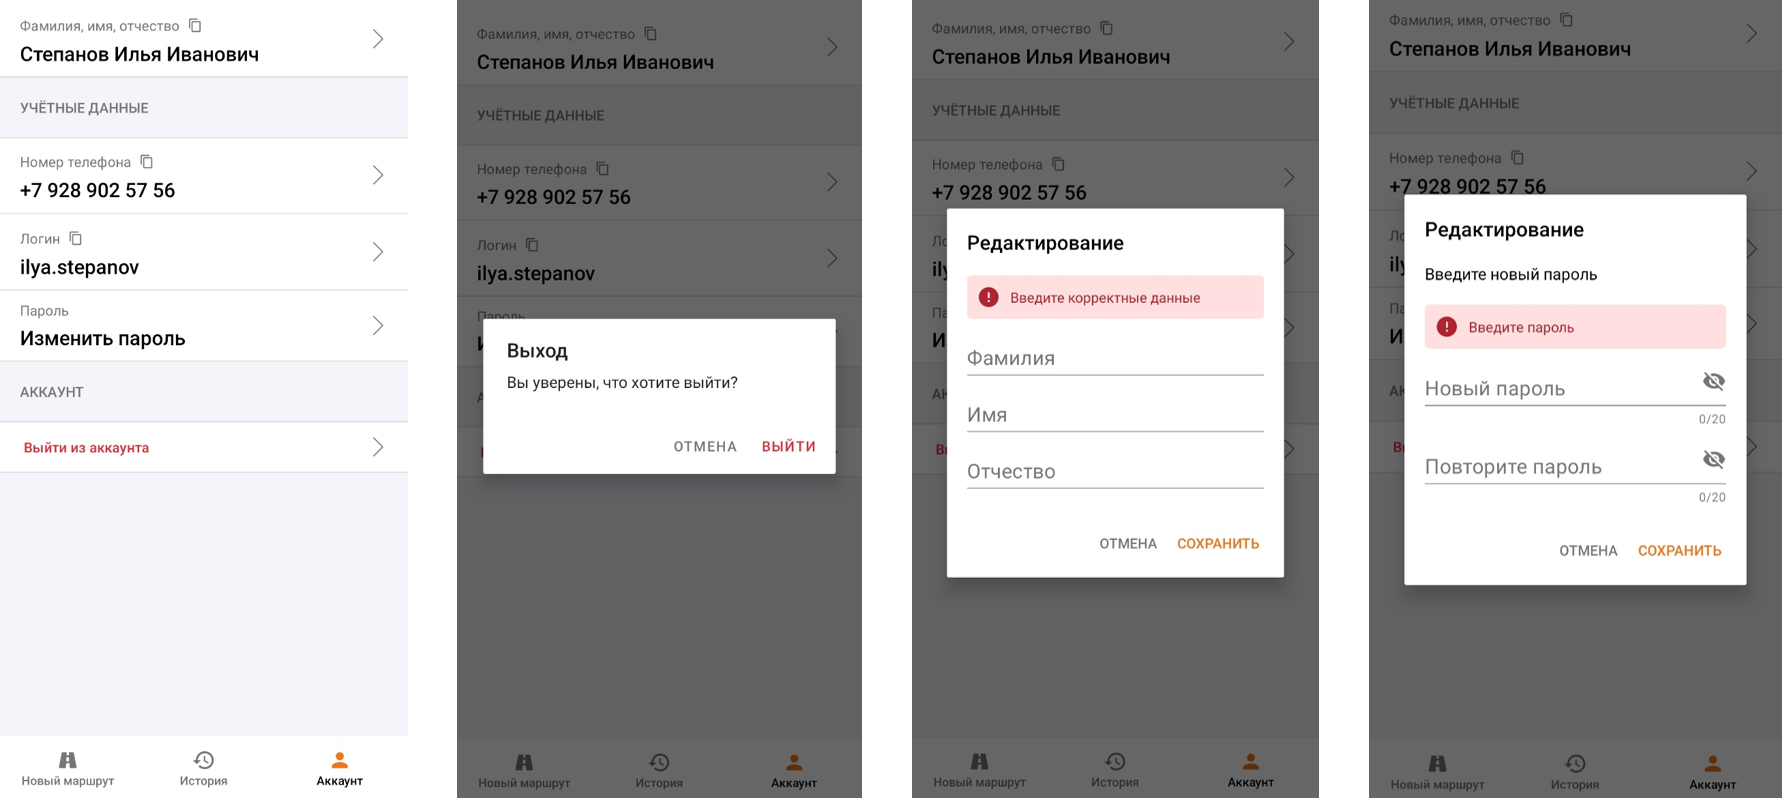 Фамилия, имя, отчество
Степанов Илья Иванович
УЧЁТНЫЕ ДАННЫЕ
Номер телефона
+7 928 902 57 56
Логин
ilya.stepanov
Пароль
Изменить пароль
АККАУНТ
Выйти из аккаунта
Новый маршрут
История
Аккаунт
Фамилия, имя, отчество
Степанов Илья Иванович
УЧЁТНЫЕ ДАННЫЕ
Номер телефона
+7 928 902 57 56
Логин
ilya.stepanov
Пароль
Выход
Вы уверены, что хотите выйти?
ОТМЕНА ВЫЙТИ
Новый маршрут
История
Аккаунт
Фамилия, имя, отчество
Степанов Илья Иванович
УЧЁТНЫЕ ДАННЫЕ
Номер телефона
+7 928 902 57 56
Редактирование
Введите корректные данные
Фамилия
Имя
Отчество
ОТМЕНА СОХРАНИТЬ
Новый маршрут
История
Аккаунт
Фамилия, имя, отчество
Степанов Илья Иванович
УЧЁТНЫЕ ДАННЫЕ
Номер телефона
+7 928 902 57 56
Редактирование
Введите новый пароль
Введите пароль
Новый пароль
0/20
Повторите пароль
0/20
ОТМЕНА СОХРАНИТЬ
Новый маршрут
История
Аккаунт